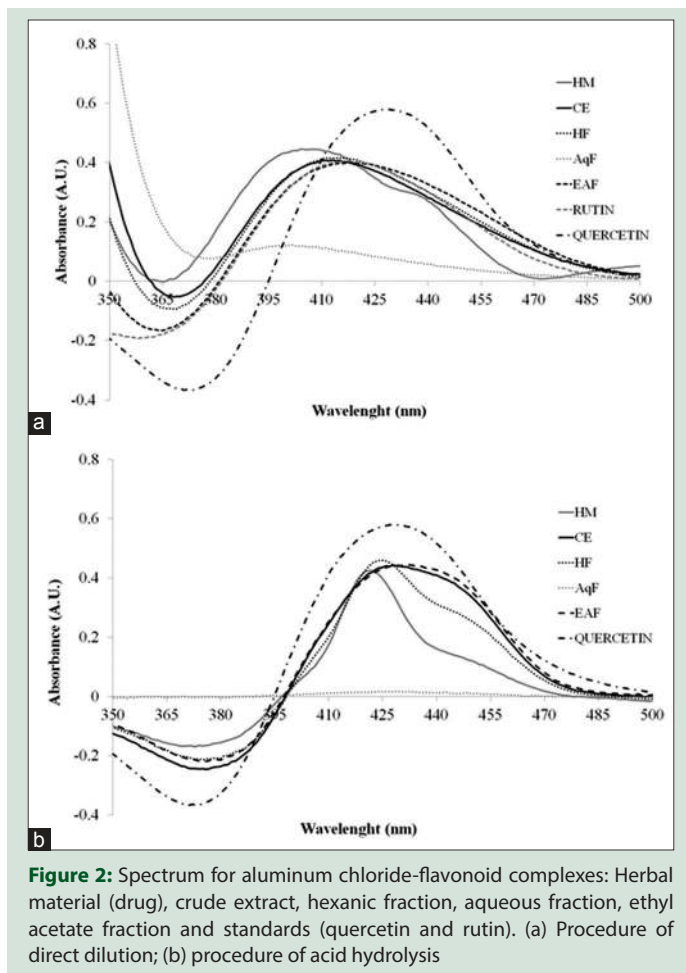 0.8
0.6
0.4
0.2
0
-0.2
-0.4
Absorbance (A.U.)
350 365 380 395 410 425 440 455 470 485 500
Wavelenght (nm)
HM
CE
HF
AqF
EAF
RUTIN
QUERCETIN
a
0.8
0.6
0.4
0.2
0
-0.2
-0.4
Absorbance (A.U.)
350 365 380 395 410 425 440 455 470 485 500
Wavelenght (nm)
HM
CE
HF
AqF
EAF
QUERCETIN
b
Figure 2: Spectrum for aluminum chloride-flavonoid complexes: Herbal
material (drug), crude extract, hexanic fraction, aqueous fraction, ethyl
acetate fraction and standards (quercetin and rutin). (a) Procedure of
direct dilution; (b) procedure of acid hydrolysis